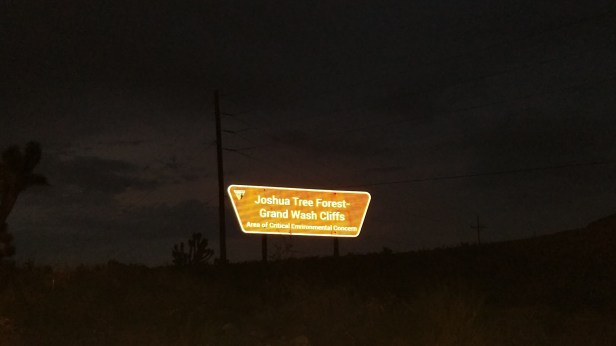 Joshua Tree Forest-
Grand Wash Cliffs
Area of Critical Environmental Concern